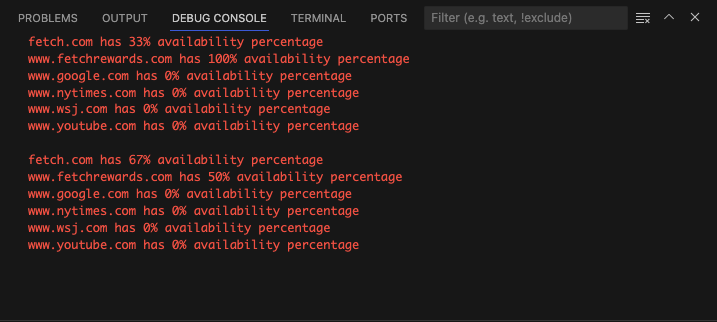 PROBLEMS OUTPUT DEBUG CONSOLE TERMINAL PORTS Filter (e.g. text, !exclude)
fetch.com has 33% availability percentage
www.fetchrewards.com has 100% availability percentage
www.google.com has 0% availability percentage
www.nytimes.com has 0% availability percentage
www.wsj.com has 0% availability percentage
www.youtube.com has 0% availability percentage
fetch.com has 67% availability percentage
www.fetchrewards.com has 50% availability percentage
www.google.com has 0% availability percentage
www.nytimes.com has 0% availability percentage
www.wsj.com has 0% availability percentage
www.youtube.com has 0% availability percentage